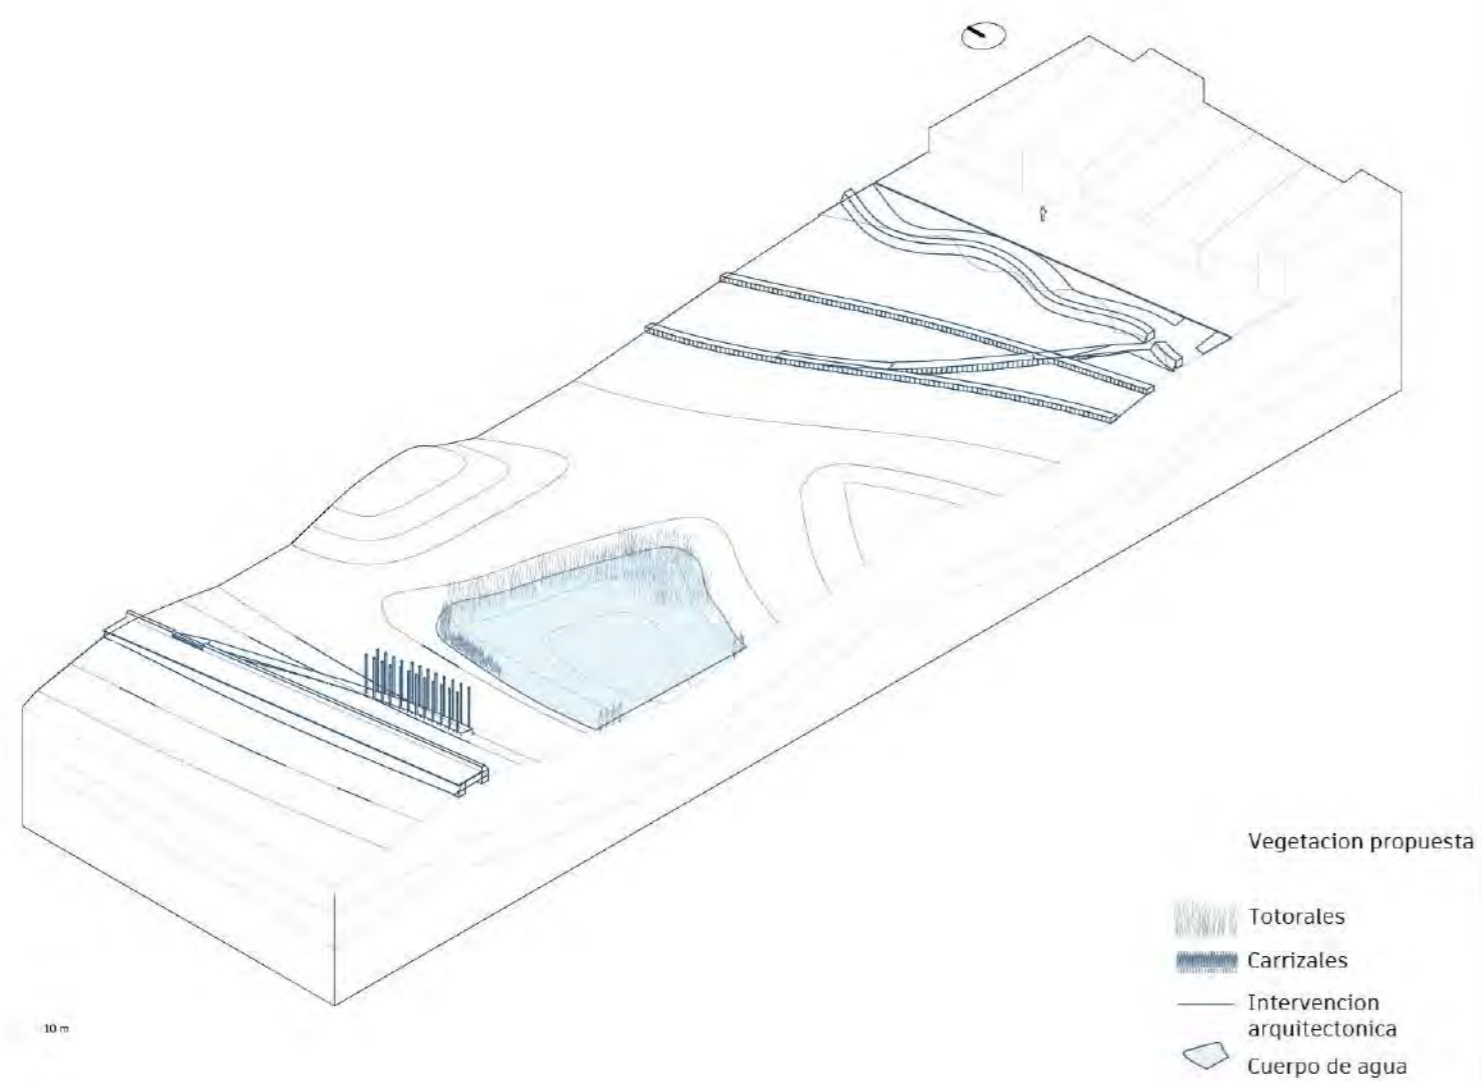 Vegetacion propuesta
Totorales
Carrizales
Intervencion
arquitectonica
Cuerpo de agua
10 m